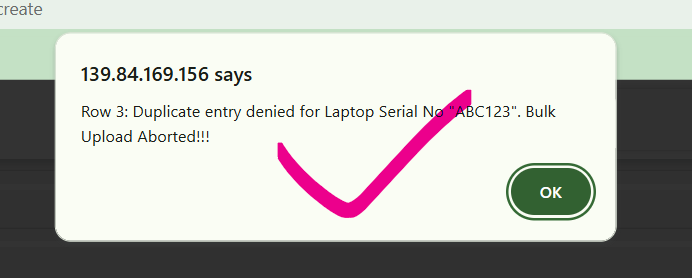 create
139.84.169.156 says
Row 3: Duplicate entry denied for Laptop Serial No "ABC123". Bulk
Upload Aborted!!!
OK